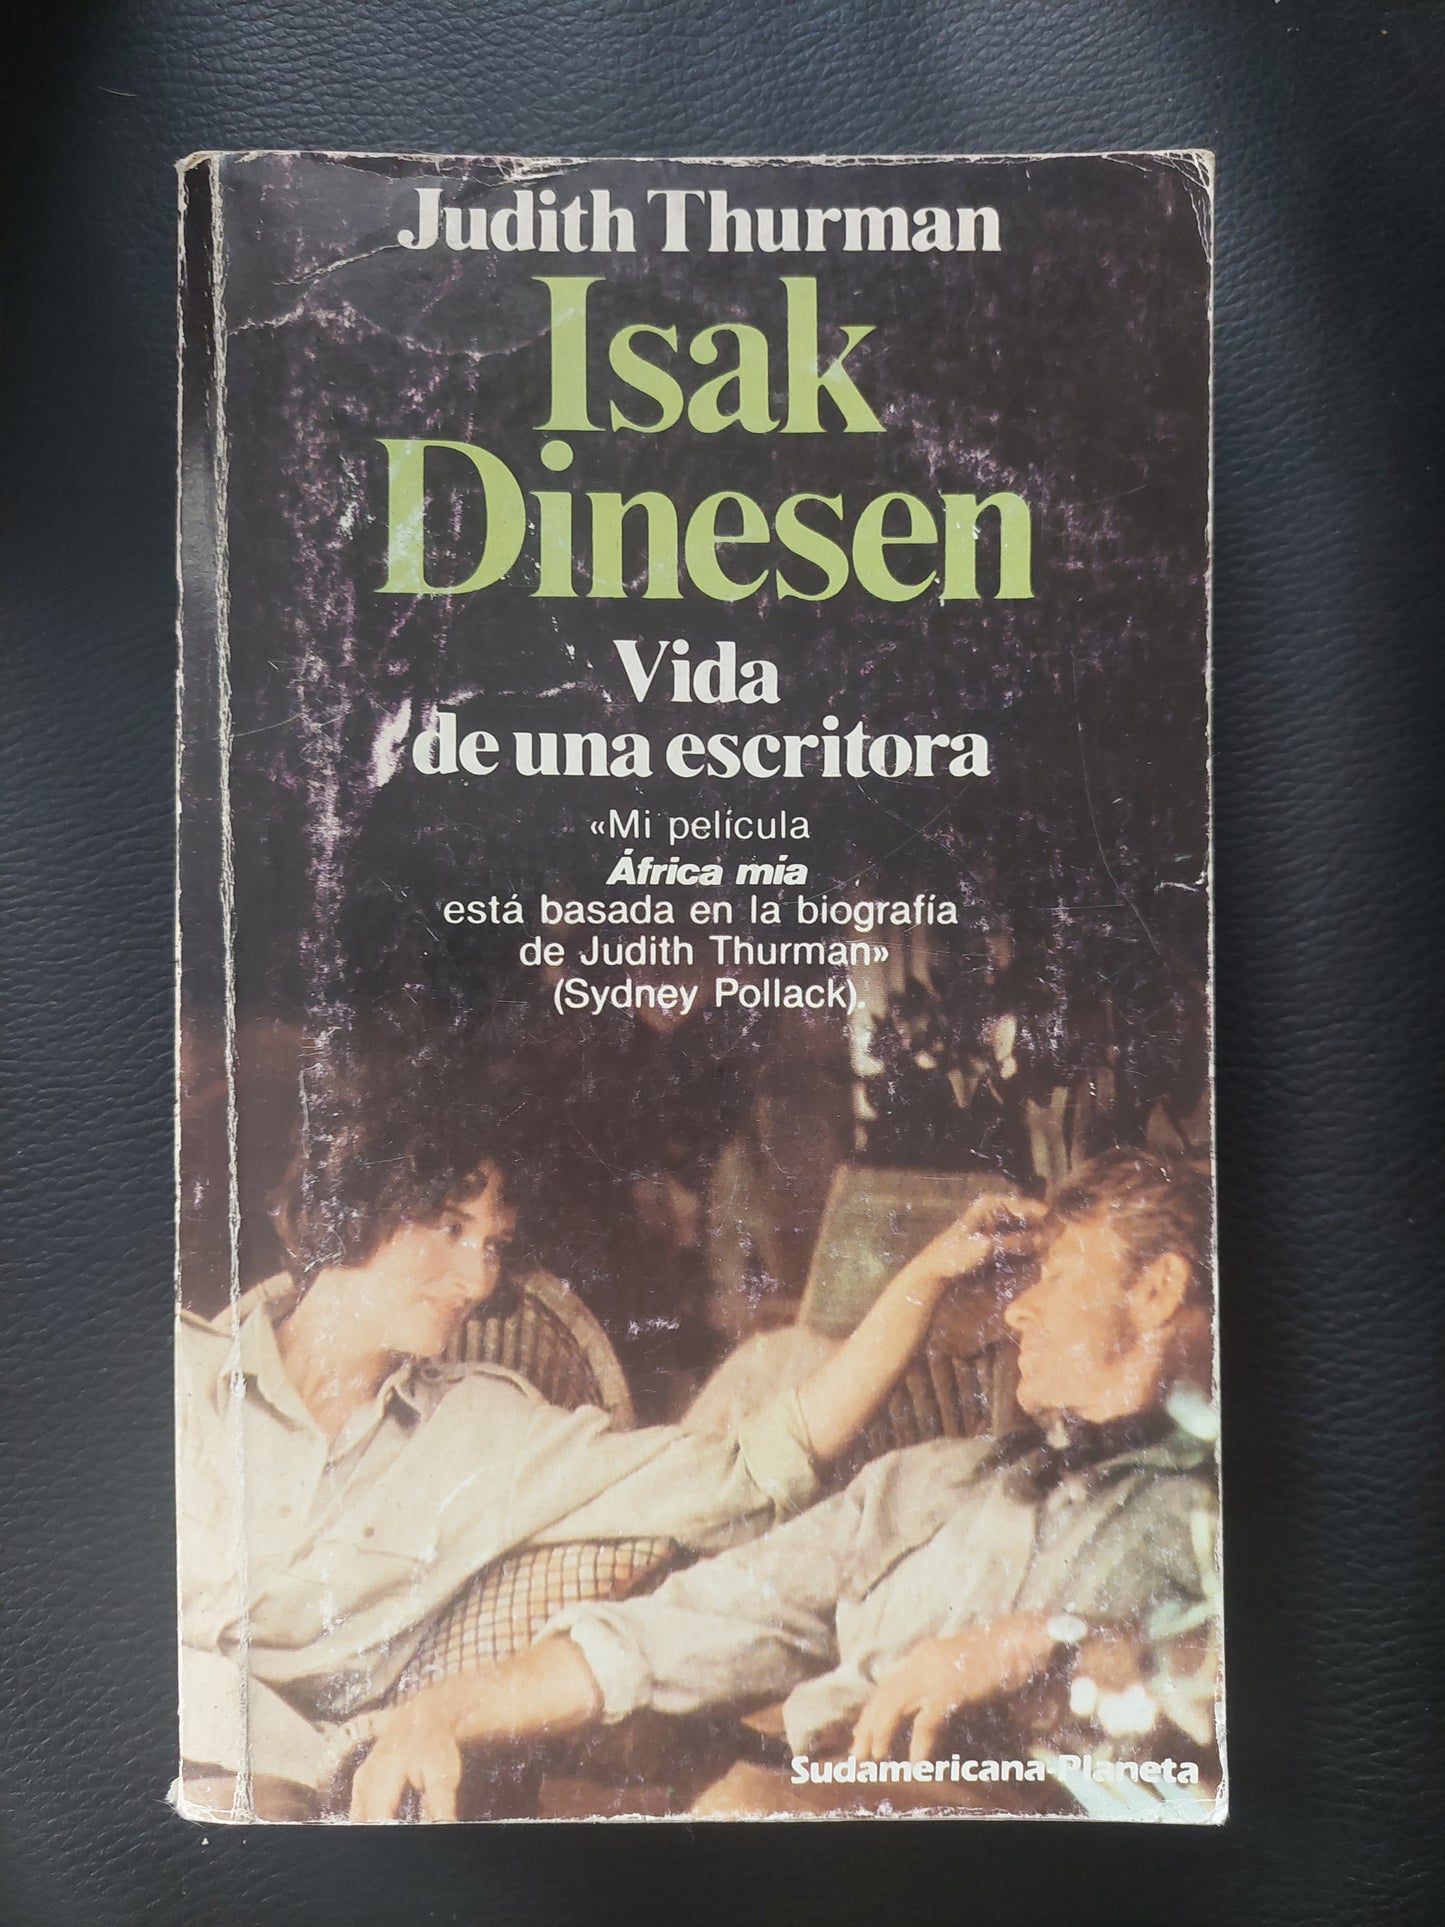 Judith Thurman
Isak
Dinesen
Vida
de una escritora
«Mi película
África mía
está basada en la biografía
de Judith Thurman»
(Sydney Pollack).
Sudamericana-Planeta